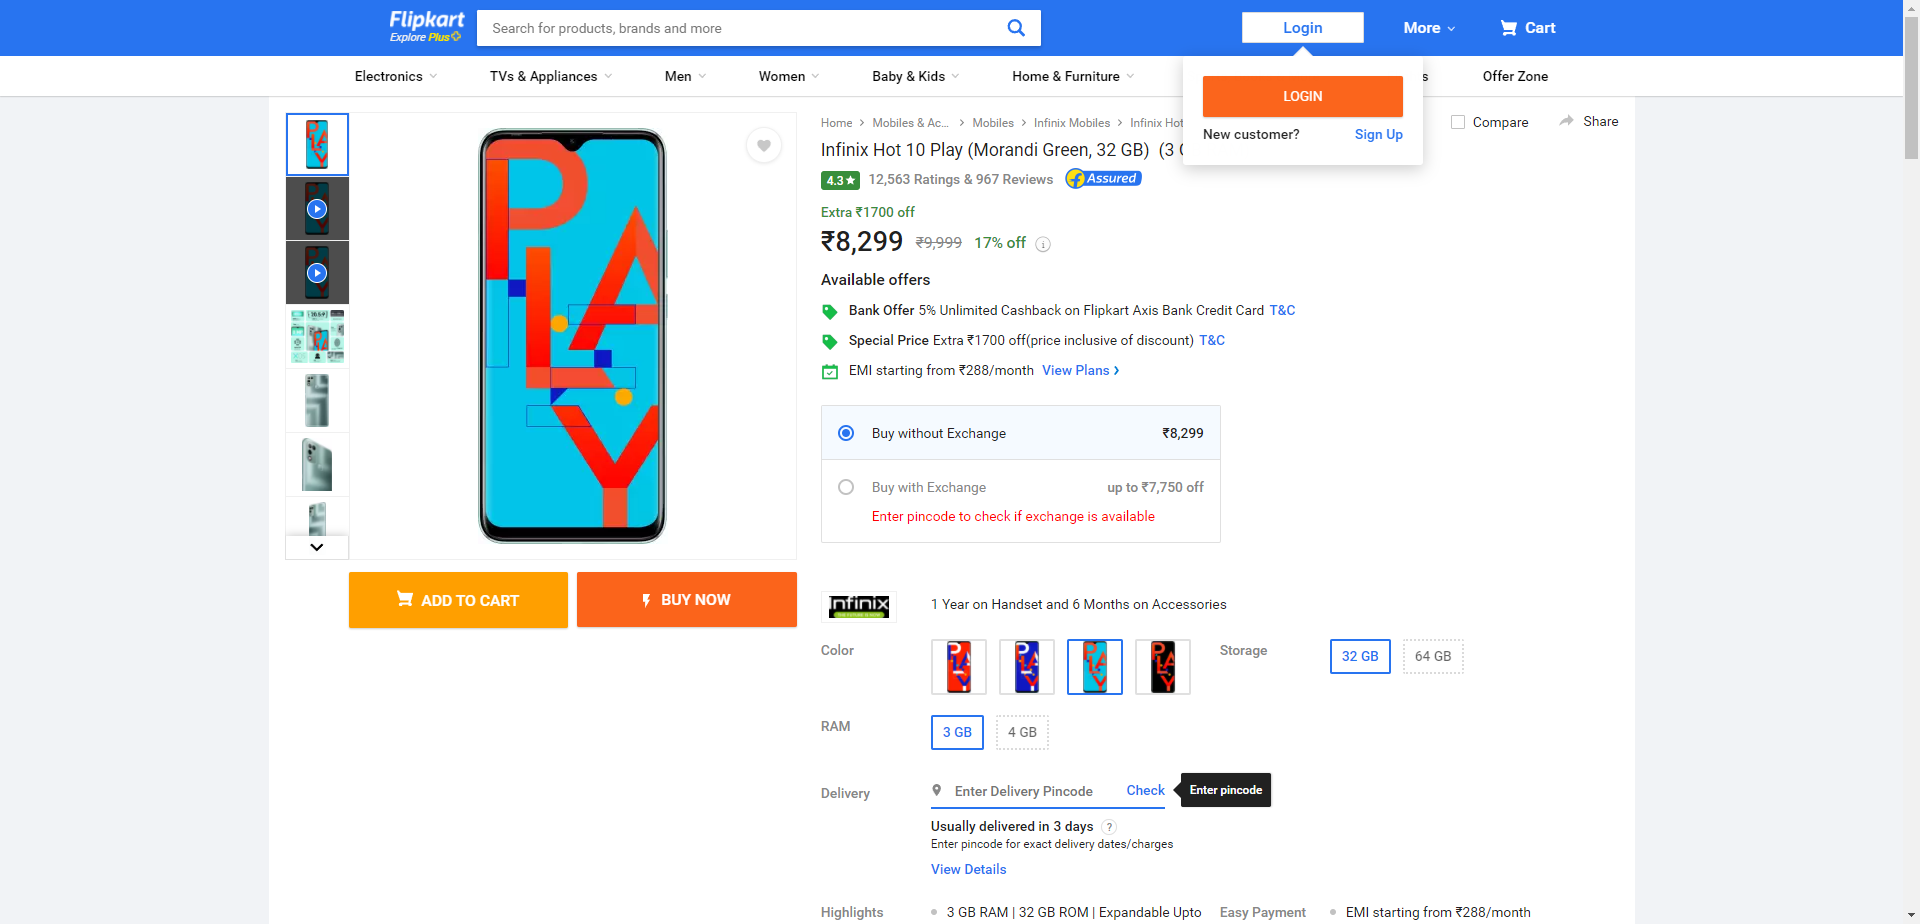 Flipkart
Explore Plus
Search for products, brands and more
Login
More
Cart
Electronics
TVs & Appliances
Men
Women
Baby & Kids
Home & Furniture
s
Offer Zone
LOGIN
New customer?
Sign Up
Home
Mobiles & Ac...
Mobiles
Infinix Mobiles
Infinix Hot
Compare
Share
Infinix Hot 10 Play (Morandi Green, 32 GB) (3 G
4.3★
12,563 Ratings & 967 Reviews
Assured
Extra ₹1700 off
₹8,299
₹9,999
17% off
Available offers
Bank Offer 5% Unlimited Cashback on Flipkart Axis Bank Credit Card T&C
Special Price Extra ₹1700 off(price inclusive of discount) T&C
EMI starting from ₹288/month View Plans
Buy without Exchange
₹8,299
Buy with Exchange
up to ₹7,750 off
Enter pincode to check if exchange is available
PLAY
ADD TO CART
BUY NOW
Infinix
1 Year on Handset and 6 Months on Accessories
Color
PLAY
PLAY
PLAY
PLAY
Storage
32 GB
64 GB
RAM
3 GB
4 GB
Delivery
Enter Delivery Pincode
Check
Enter pincode
Usually delivered in 3 days ?
Enter pincode for exact delivery dates/charges
View Details
Highlights
3 GB RAM | 32 GB ROM | Expandable Upto
Easy Payment
EMI starting from ₹288/month